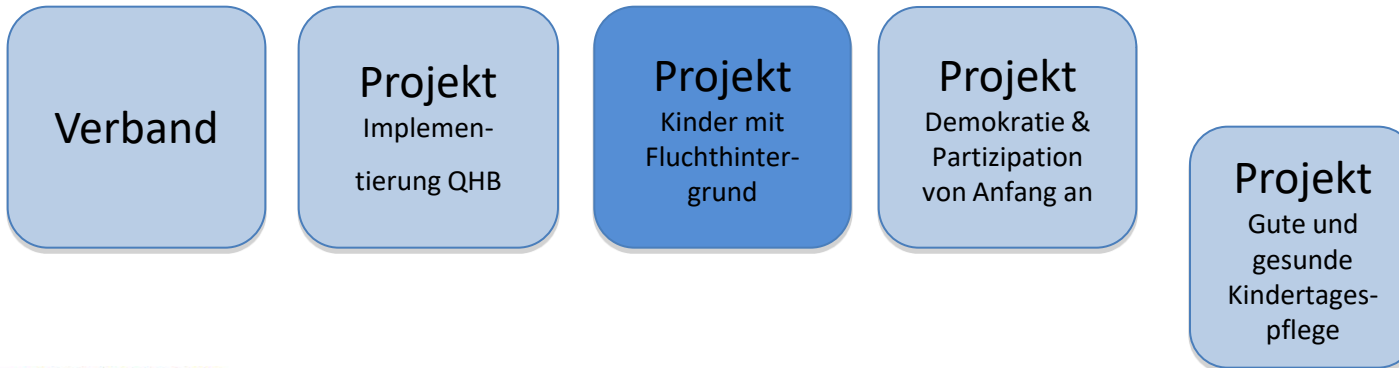 Verband
Projekt
Implemen-
tierung QHB
Projekt
Kinder mit
Fluchthinter-
grund
Projekt
Demokratie &
Partizipation
von Anfang an
Projekt
Gute und
gesunde
Kindertages-
pflege